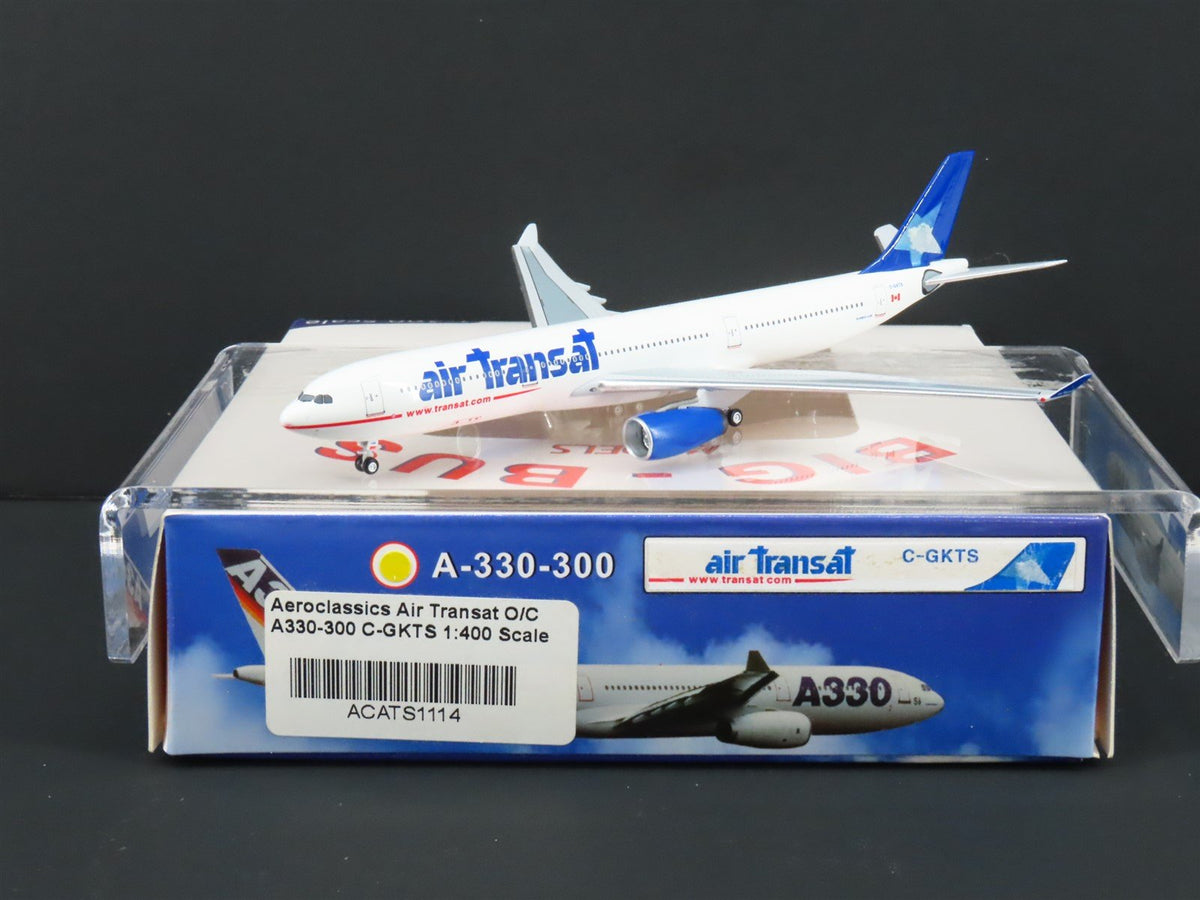 air Transat
www.transat.com
BIG - BUS
MODELS
A-330-300
air Transat
www.transat.com
C-GKTS
Aeroclassics Air Transat O/C
A330-300 C-GKTS 1:400 Scale
ACATS1114
A330